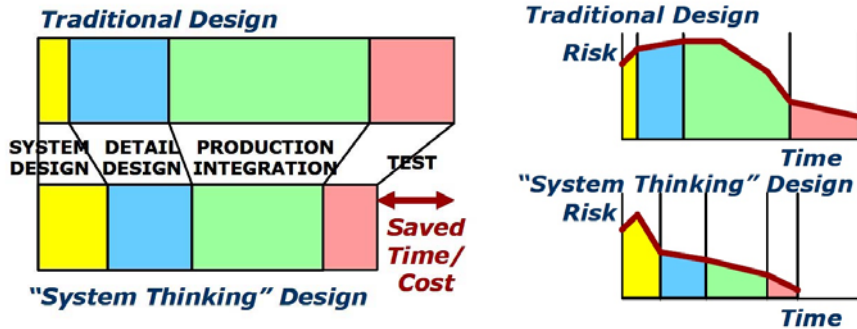 Traditional Design
SYSTEM DETAIL PRODUCTION
DESIGN DESIGN INTEGRATION TEST
Saved
Time/
Cost
“System Thinking” Design
Traditional Design
Risk
Time
“System Thinking” Design
Risk
Time